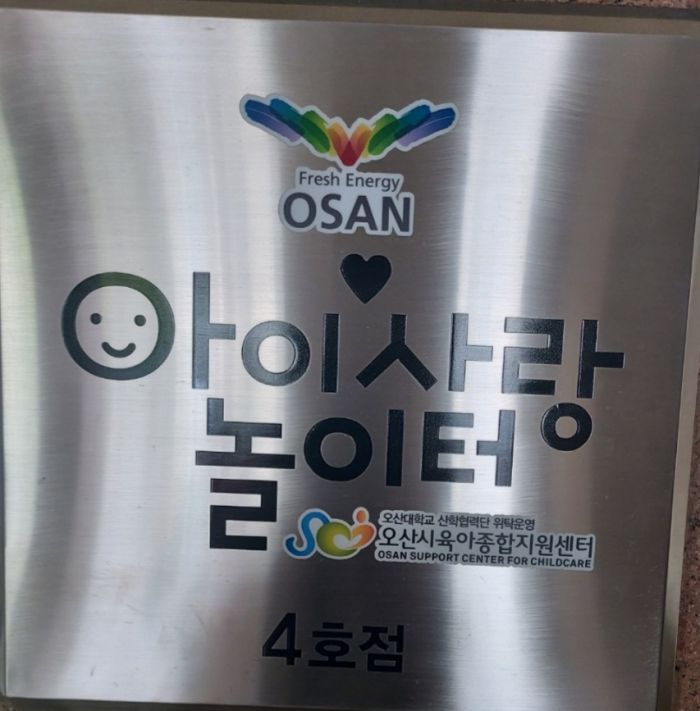 Fresh Energy
OSAN
아이사랑
놀이터
오산대학교 산학협력단 위탁운영
오산시육아종합지원센터
OSAN SUPPORT CENTER FOR CHILDCARE
4호점